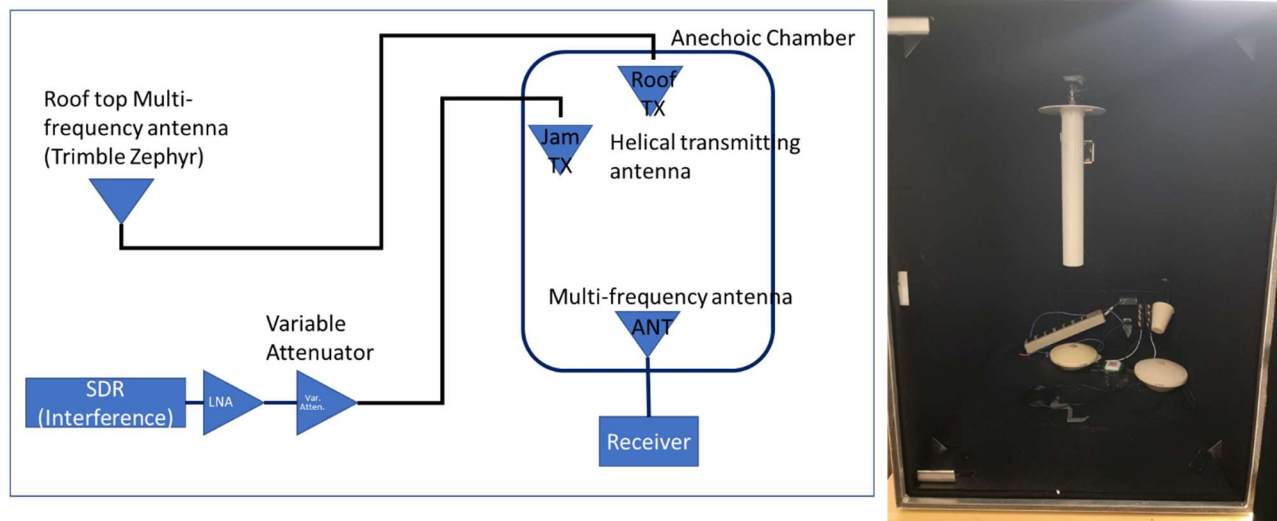 Anechoic Chamber
Roof top Multi-
frequency antenna
(Trimble Zephyr)
Roof
TX
Jam
TX
Helical transmitting
antenna
Multi-frequency antenna
ANT
Variable
Attenuator
SDR
(Interference)
LNA
Var.
Atten.
Receiver